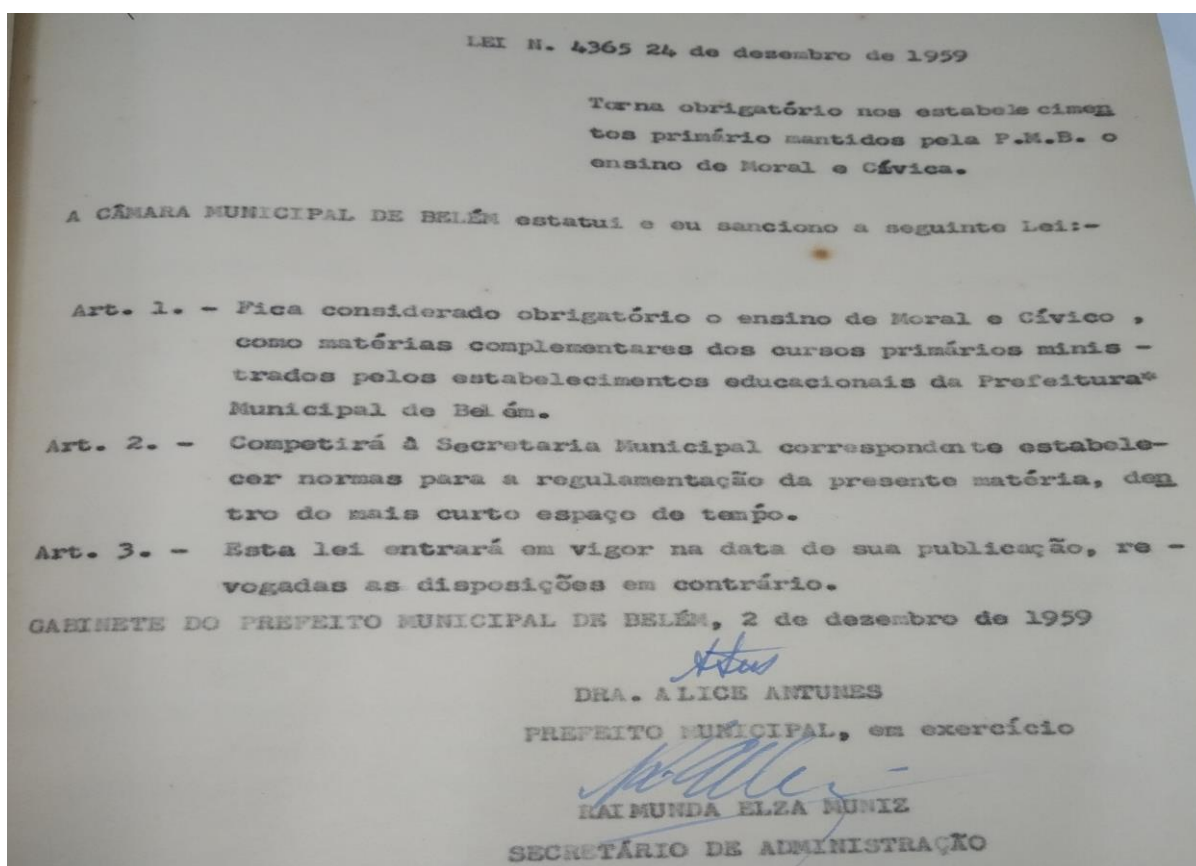 LEI N. 4365 24 de dezembro de 1959
Torna obrigatório nos estabele cimen
tos primário mantidos pela P.M.B. o
ensino de Moral e Cívica.
A CÂMARA MUNICIPAL DE BELÉM estatui e eu sanciono a seguinte Lei:-
Art. 1. - Fica considerado obrigatório o ensino de Moral e Cívico ,
como matérias complementares dos cursos primários minis -
trados pelos estabelecimentos educacionais da Prefeitura*
Municipal de Bel ém.
Art. 2. - Competirá à Secretaria Municipal correspondente estabele-
cer normas para a regulamentação da presente matéria, den
tro do mais curto espaço de tempo.
Art. 3. - Esta lei entrará em vigor na data de sua publicação, re -
vogadas as disposições em contrário.
GABINETE DO PREFEITO MUNICIPAL DE BELÉM, 2 de dezembro de 1959
DRA. ALICE ANTUNES
PREFEITO MUNICIPAL, em exercício
RAIMUNDA ELZA MUNIZ
SECRETÁRIO DE ADMINISTRAÇÃO